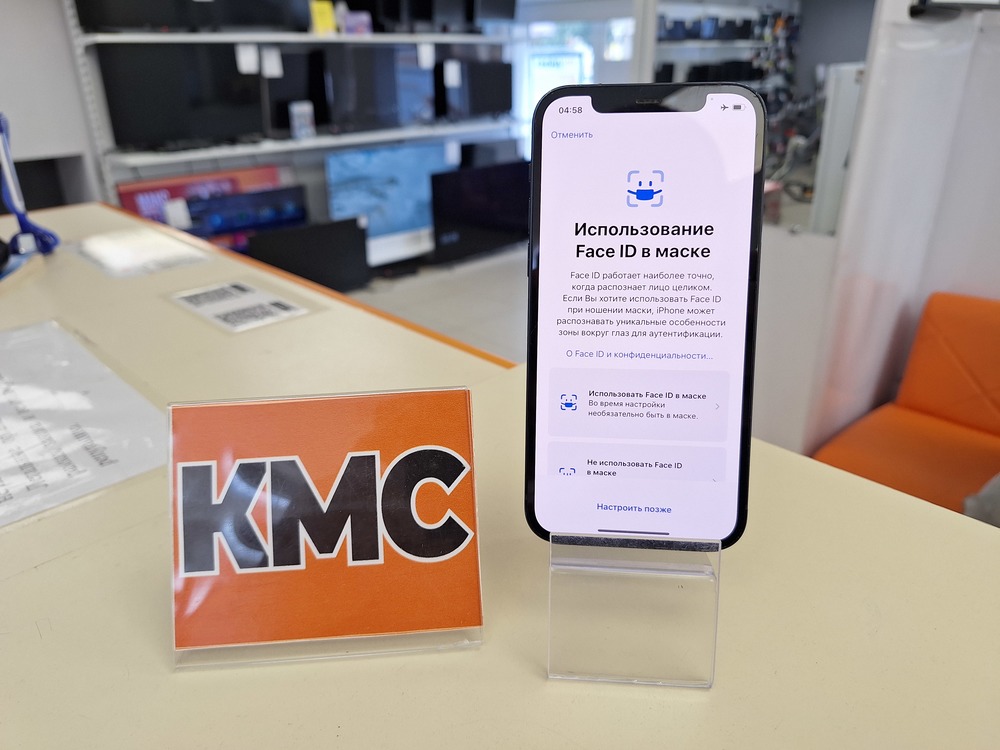 04:58
Отменить
Использование
Face ID в маске
Face ID работает наиболее точно,
когда распознает лицо целиком.
Если Вы хотите использовать Face ID
при ношении маски, iPhone может
распознавать уникальные особенности
зоны вокруг глаз для аутентификации.
О Face ID и конфиденциальности...
Использовать Face ID в маске
Во время настройки
необязательно быть в маске.
Не использовать Face ID
в маске
Настроить позже
KMC